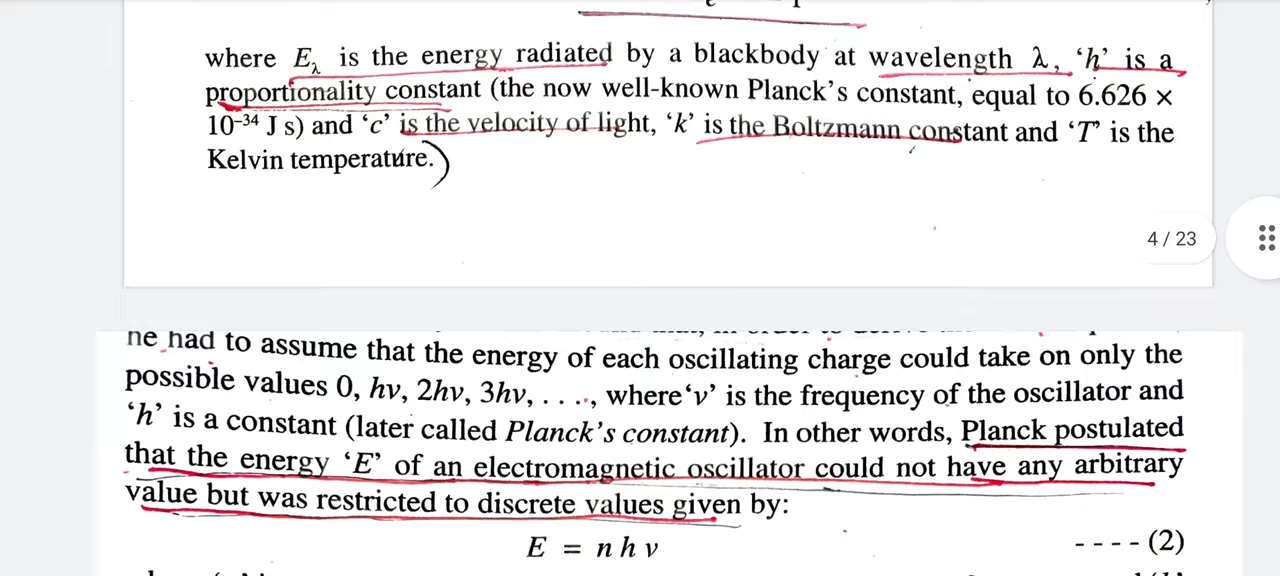 where E_λ is the energy radiated by a blackbody at wavelength λ, ‘h’ is a
proportionality constant (the now well-known Planck’s constant, equal to 6.626 ×
10⁻³⁴ J s) and ‘c’ is the velocity of light, ‘k’ is the Boltzmann constant and ‘T’ is the
Kelvin temperature.)
4 / 23
he had to assume that the energy of each oscillating charge could take on only the
possible values 0, hν, 2hν, 3hν, . . . ., where ‘ν’ is the frequency of the oscillator and
‘h’ is a constant (later called Planck’s constant). In other words, Planck postulated
that the energy ‘E’ of an electromagnetic oscillator could not have any arbitrary
value but was restricted to discrete values given by:
E = n h ν - - - - (2)